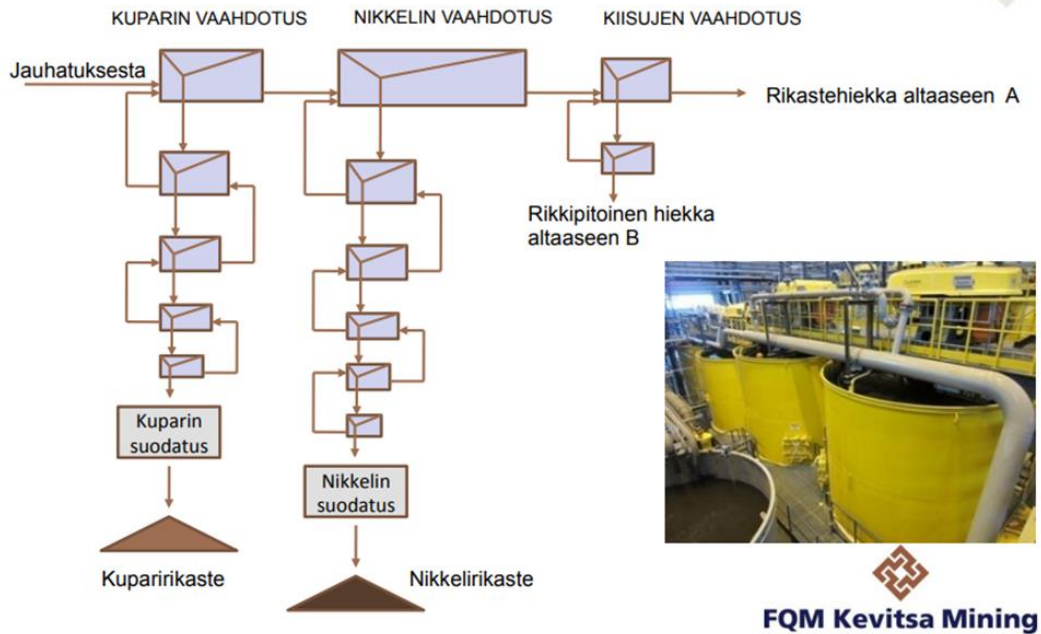 KUPARIN VAAHDOTUS
NIKKELIN VAAHDOTUS
KIISUJEN VAAHDOTUS
Jauhatuksesta
Rikastehiekka altaaseen A
Rikkipitoinen hiekka
altaaseen B
Kuparin
suodatus
Nikkelin
suodatus
Kuparirikaste
Nikkelirikaste
FQM Kevitsa Mining